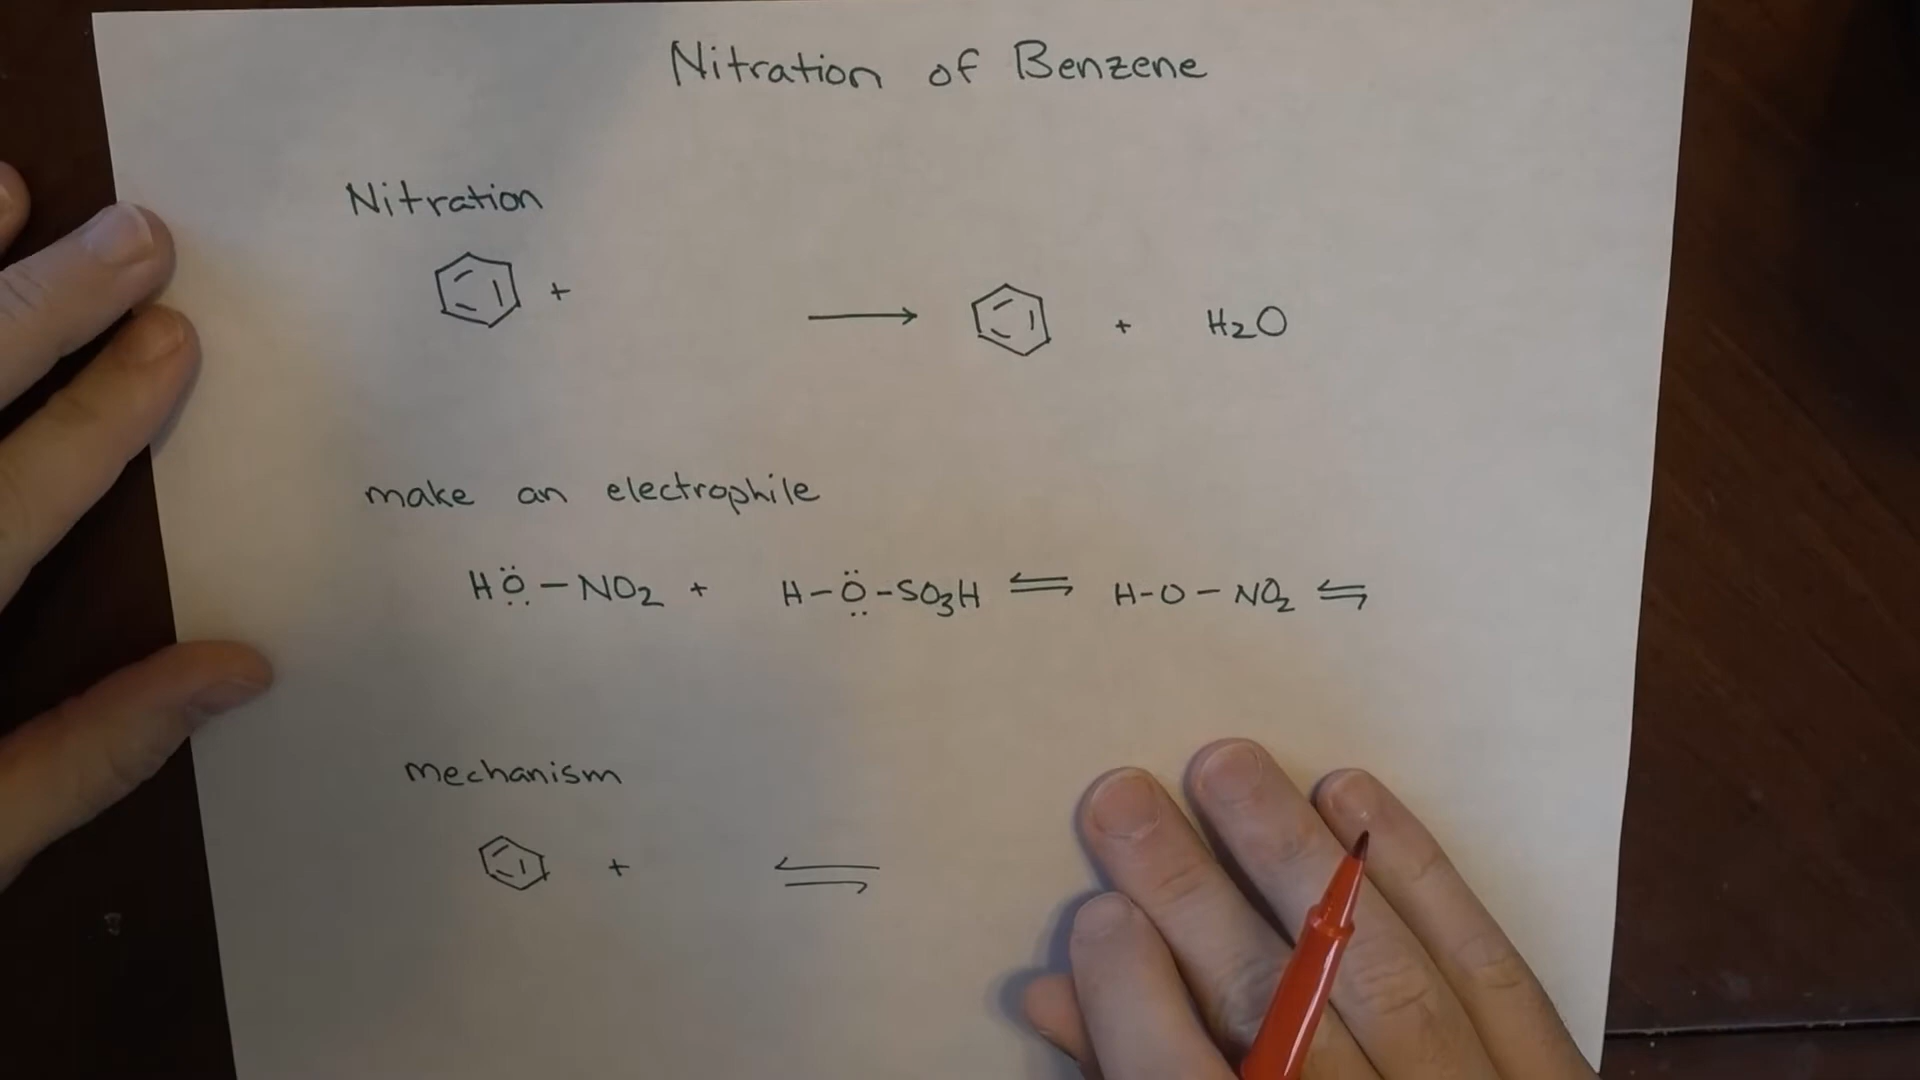 Nitration of Benzene
Nitration
+ → + H₂O
make an electrophile
HÖ-NO₂ + H-Ö-SO₃H ⇌ H-O-NO₂ ⇌
mechanism
+ ⇌